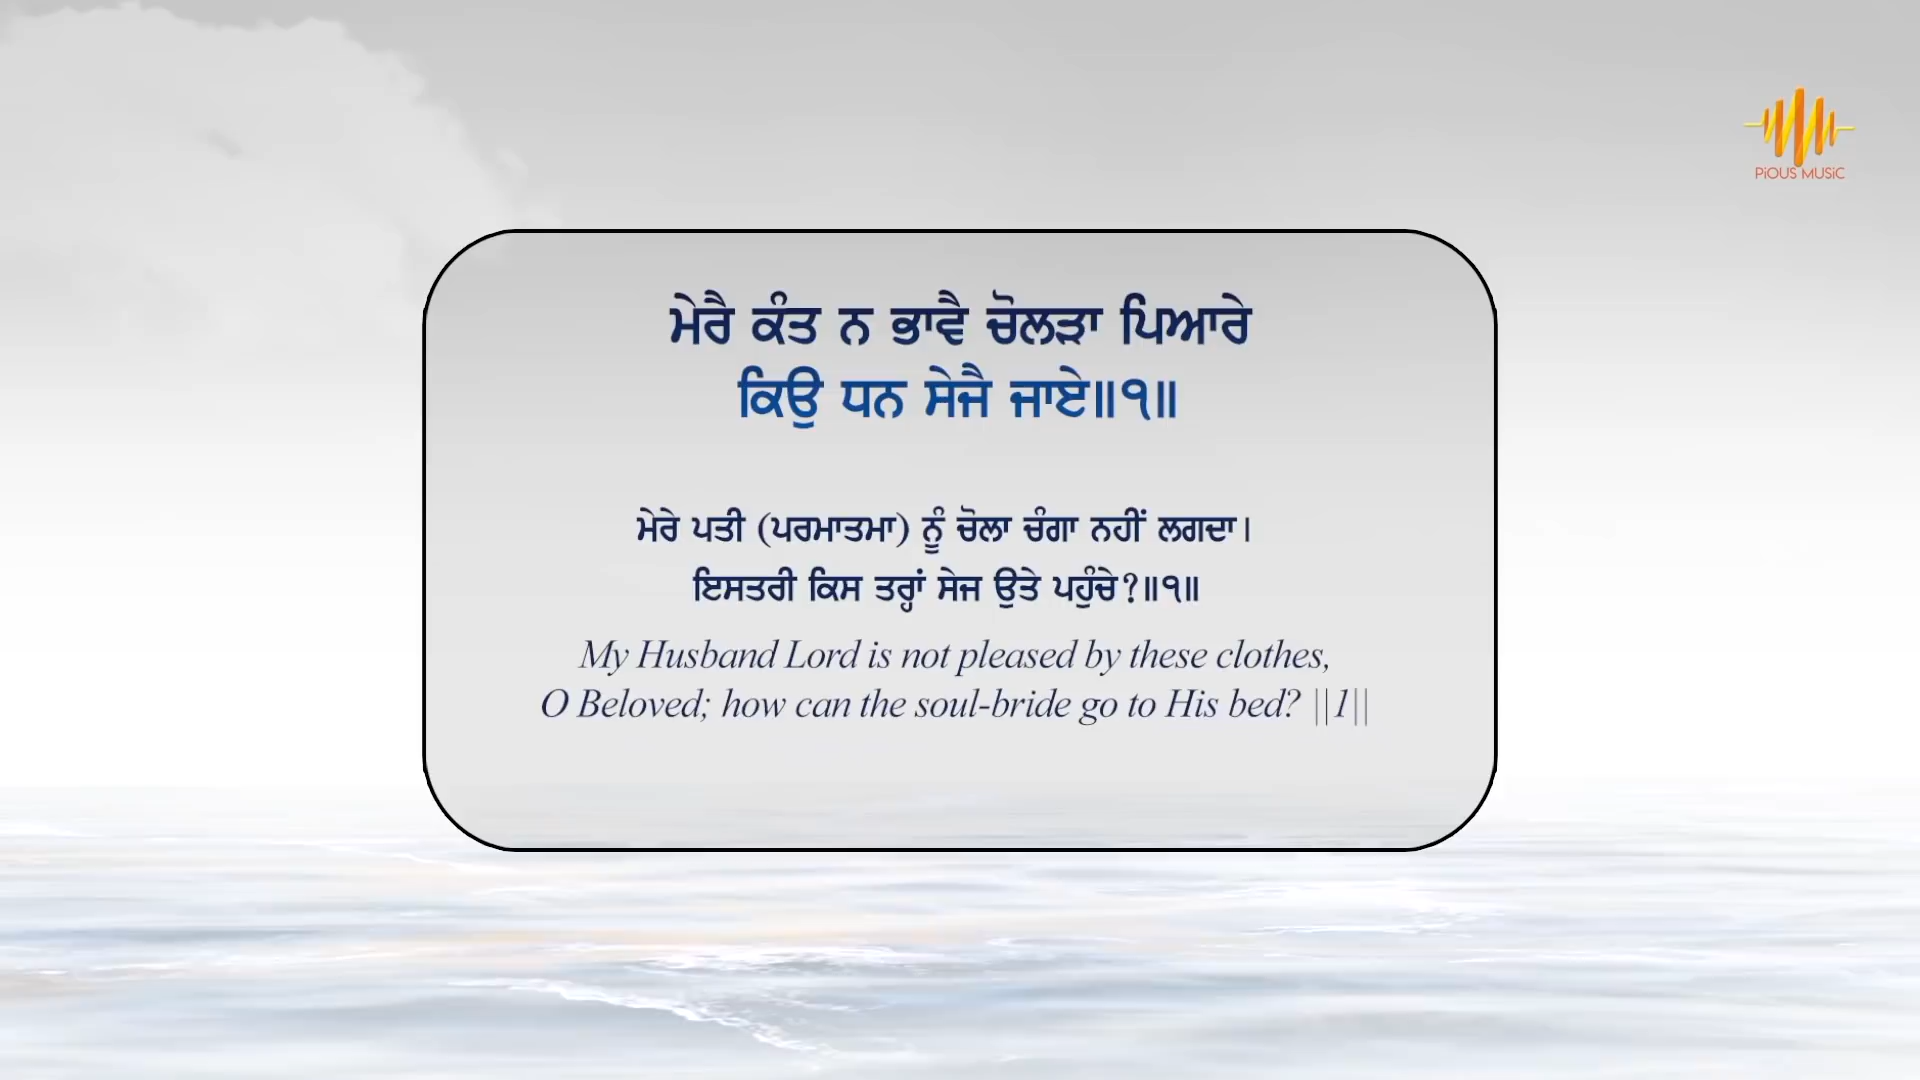 PiOUS MUSiC
ਮੇਰੈ ਕੰਤ ਨ ਭਾਵੈ ਚੋਲੜਾ ਪਿਆਰੇ
ਕਿਉ ਧਨ ਸੇਜੈ ਜਾਏ॥੧॥
ਮੇਰੇ ਪਤੀ (ਪਰਮਾਤਮਾ) ਨੂੰ ਚੋਲਾ ਚੰਗਾ ਨਹੀਂ ਲਗਦਾ।
ਇਸਤਰੀ ਕਿਸ ਤਰ੍ਹਾਂ ਸੇਜ ਉਤੇ ਪਹੁੰਚੇ?॥੧॥
My Husband Lord is not pleased by these clothes,
O Beloved; how can the soul-bride go to His bed? ||1||